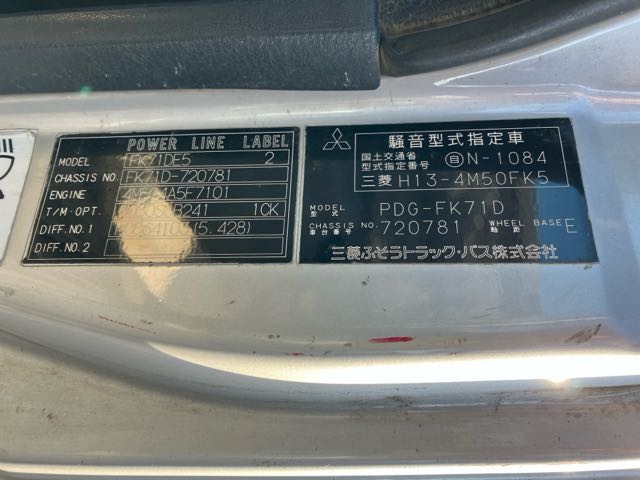 POWER LINE LABEL
MODEL FK71DE5 2
CHASSIS NO. FK71D-720781
ENGINE
T/M・OPT. 1CK
DIFF. NO.1 (5.428)
DIFF. NO.2
騒音型式指定車
国土交通省
型式指定番号 自N-1084
三菱 H13-4M50FK5
MODEL
型式 PDG-FK71D
CHASSIS NO.
車台番号 720781 WHEEL BASE
軸距 E
三菱ふそうトラック・バス株式会社